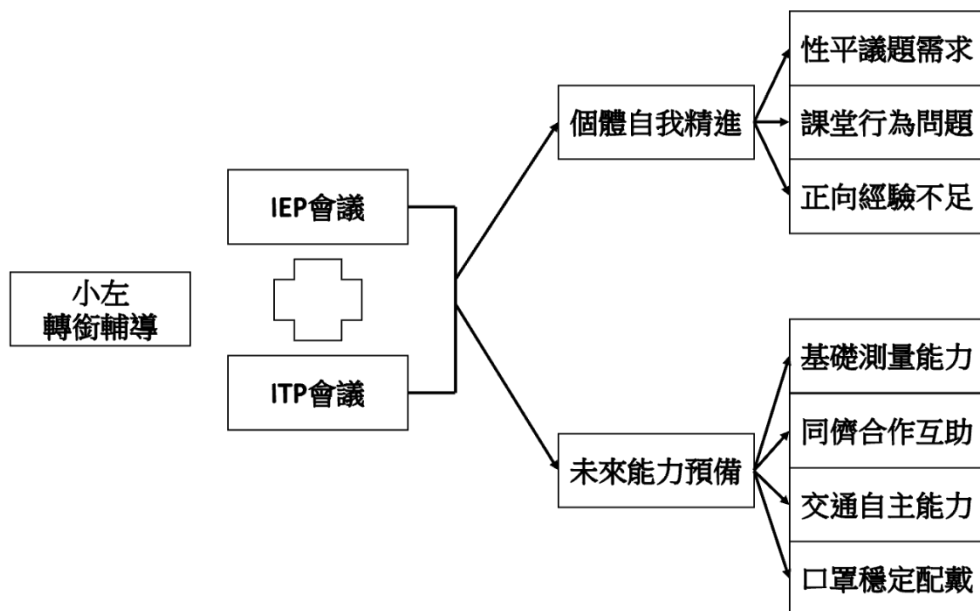 小左
轉銜輔導
IEP會議
ITP會議
個體自我精進
性平議題需求
課堂行為問題
正向經驗不足
未來能力預備
基礎測量能力
同儕合作互助
交通自主能力
口罩穩定配戴